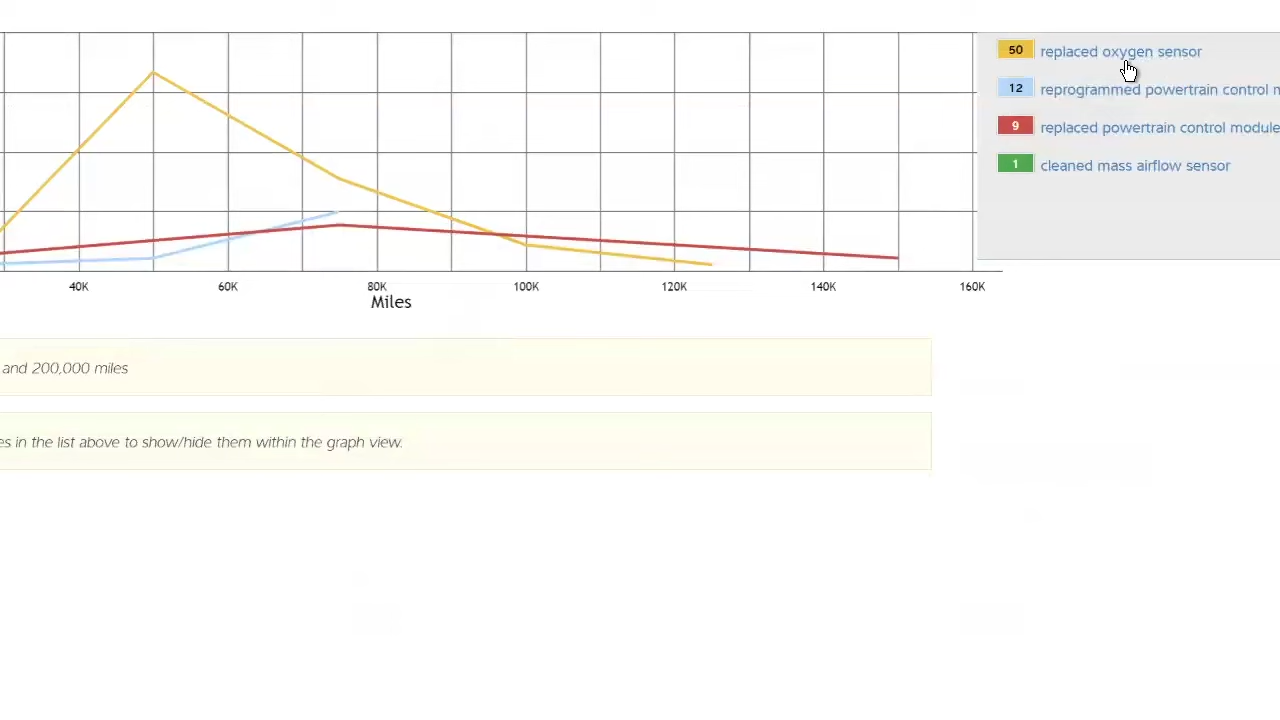 50 replaced oxygen sensor
12 reprogrammed powertrain control m
9 replaced powertrain control module
1 cleaned mass airflow sensor
40K 60K 80K 100K 120K 140K 160K
Miles
and 200,000 miles
es in the list above to show/hide them within the graph view.